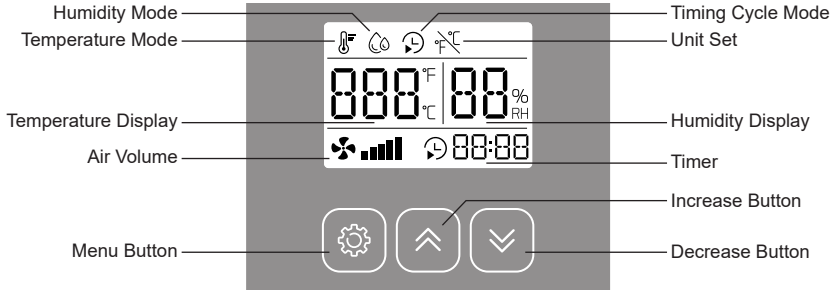 Humidity Mode
Temperature Mode
Timing Cycle Mode
Unit Set
°F °C
888 °F °C
88 % RH
Temperature Display
Humidity Display
Air Volume
88:88
Timer
Increase Button
Menu Button
Decrease Button